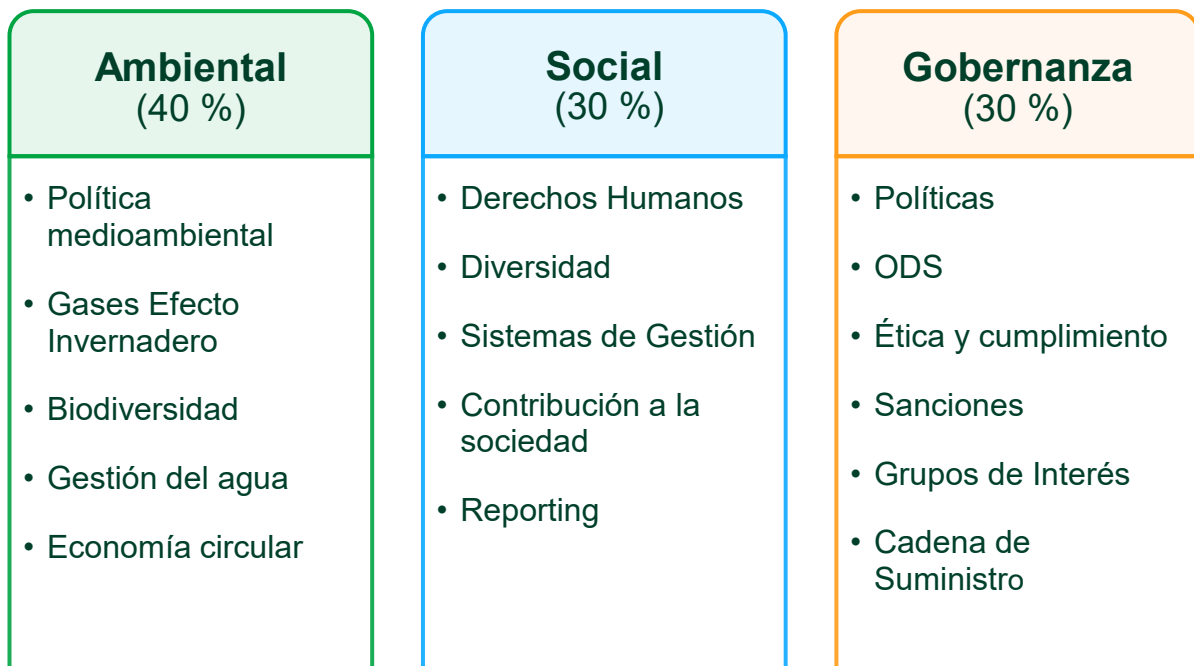 Ambiental
(40 %)
• Política
medioambiental
• Gases Efecto
Invernadero
• Biodiversidad
• Gestión del agua
• Economía circular
Social
(30 %)
• Derechos Humanos
• Diversidad
• Sistemas de Gestión
• Contribución a la
sociedad
• Reporting
Gobernanza
(30 %)
• Políticas
• ODS
• Ética y cumplimiento
• Sanciones
• Grupos de Interés
• Cadena de
Suministro